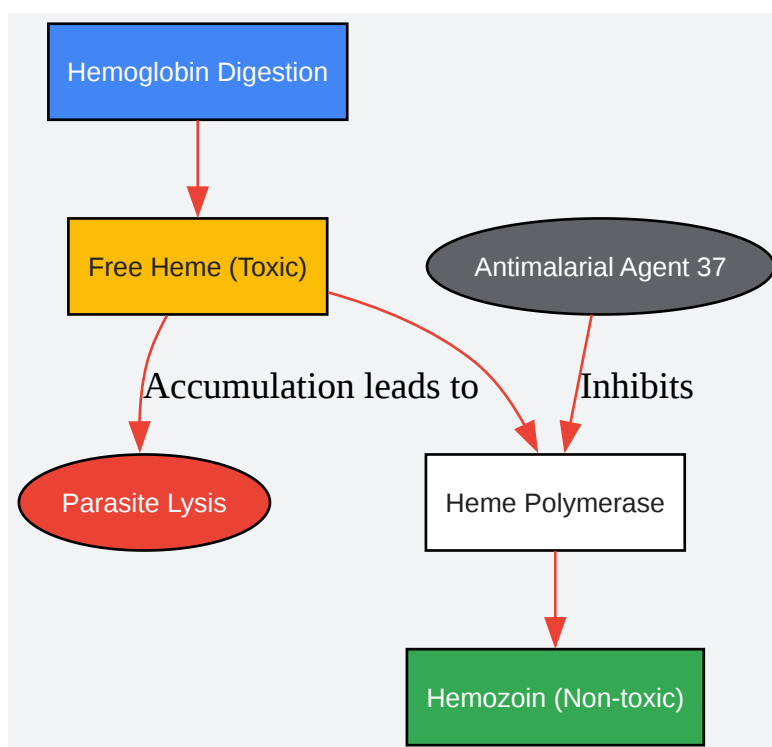 Hemoglobin Digestion
Free Heme (Toxic)
Antimalarial Agent 37
Accumulation leads to
Inhibits
Parasite Lysis
Heme Polymerase
Hemozoin (Non-toxic)